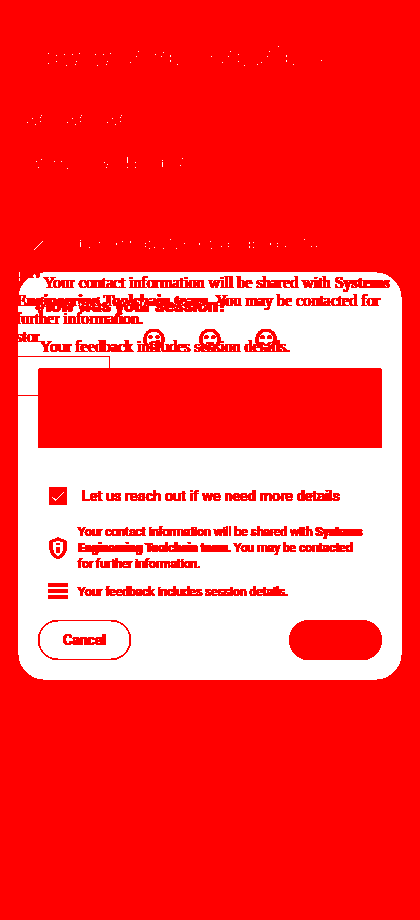 Your contact information will be shared with Systems
Engineering Toolchain team. You may be contacted for
How was your session?
further information.
stor
Your feedback includes session details.
Let us reach out if we need more details
Your contact information will be shared with Systems
Engineering Toolchain team. You may be contacted
for further information.
Your feedback includes session details.
Cancel